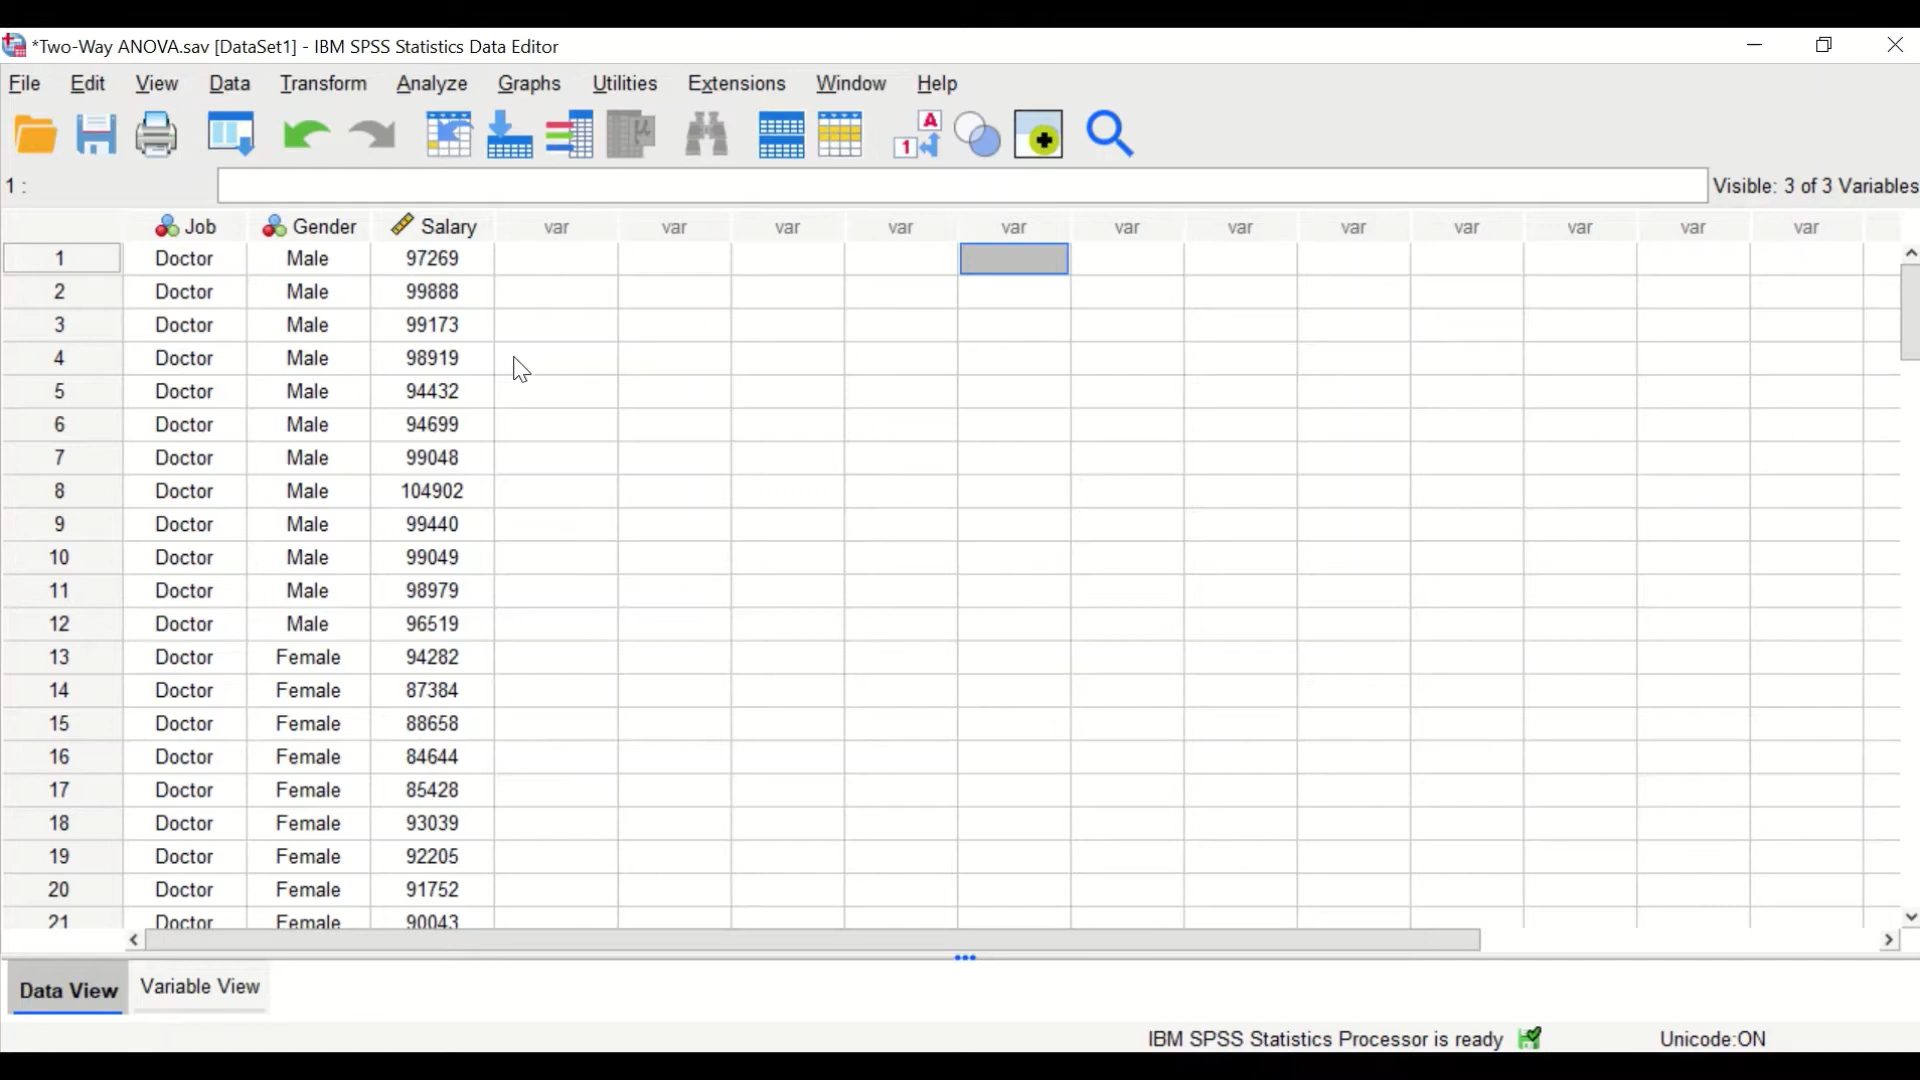 *Two-Way ANOVA.sav [DataSet1] - IBM SPSS Statistics Data Editor
File Edit View Data Transform Analyze Graphs Utilities Extensions Window Help
1 : Visible: 3 of 3 Variables
Job Gender Salary var var var var var var var var var var var var
1 Doctor Male 97269
2 Doctor Male 99888
3 Doctor Male 99173
4 Doctor Male 98919
5 Doctor Male 94432
6 Doctor Male 94699
7 Doctor Male 99048
8 Doctor Male 104902
9 Doctor Male 99440
10 Doctor Male 99049
11 Doctor Male 98979
12 Doctor Male 96519
13 Doctor Female 94282
14 Doctor Female 87384
15 Doctor Female 88658
16 Doctor Female 84644
17 Doctor Female 85428
18 Doctor Female 93039
19 Doctor Female 92205
20 Doctor Female 91752
21 Doctor Female 90043
Data View Variable View
IBM SPSS Statistics Processor is ready Unicode:ON